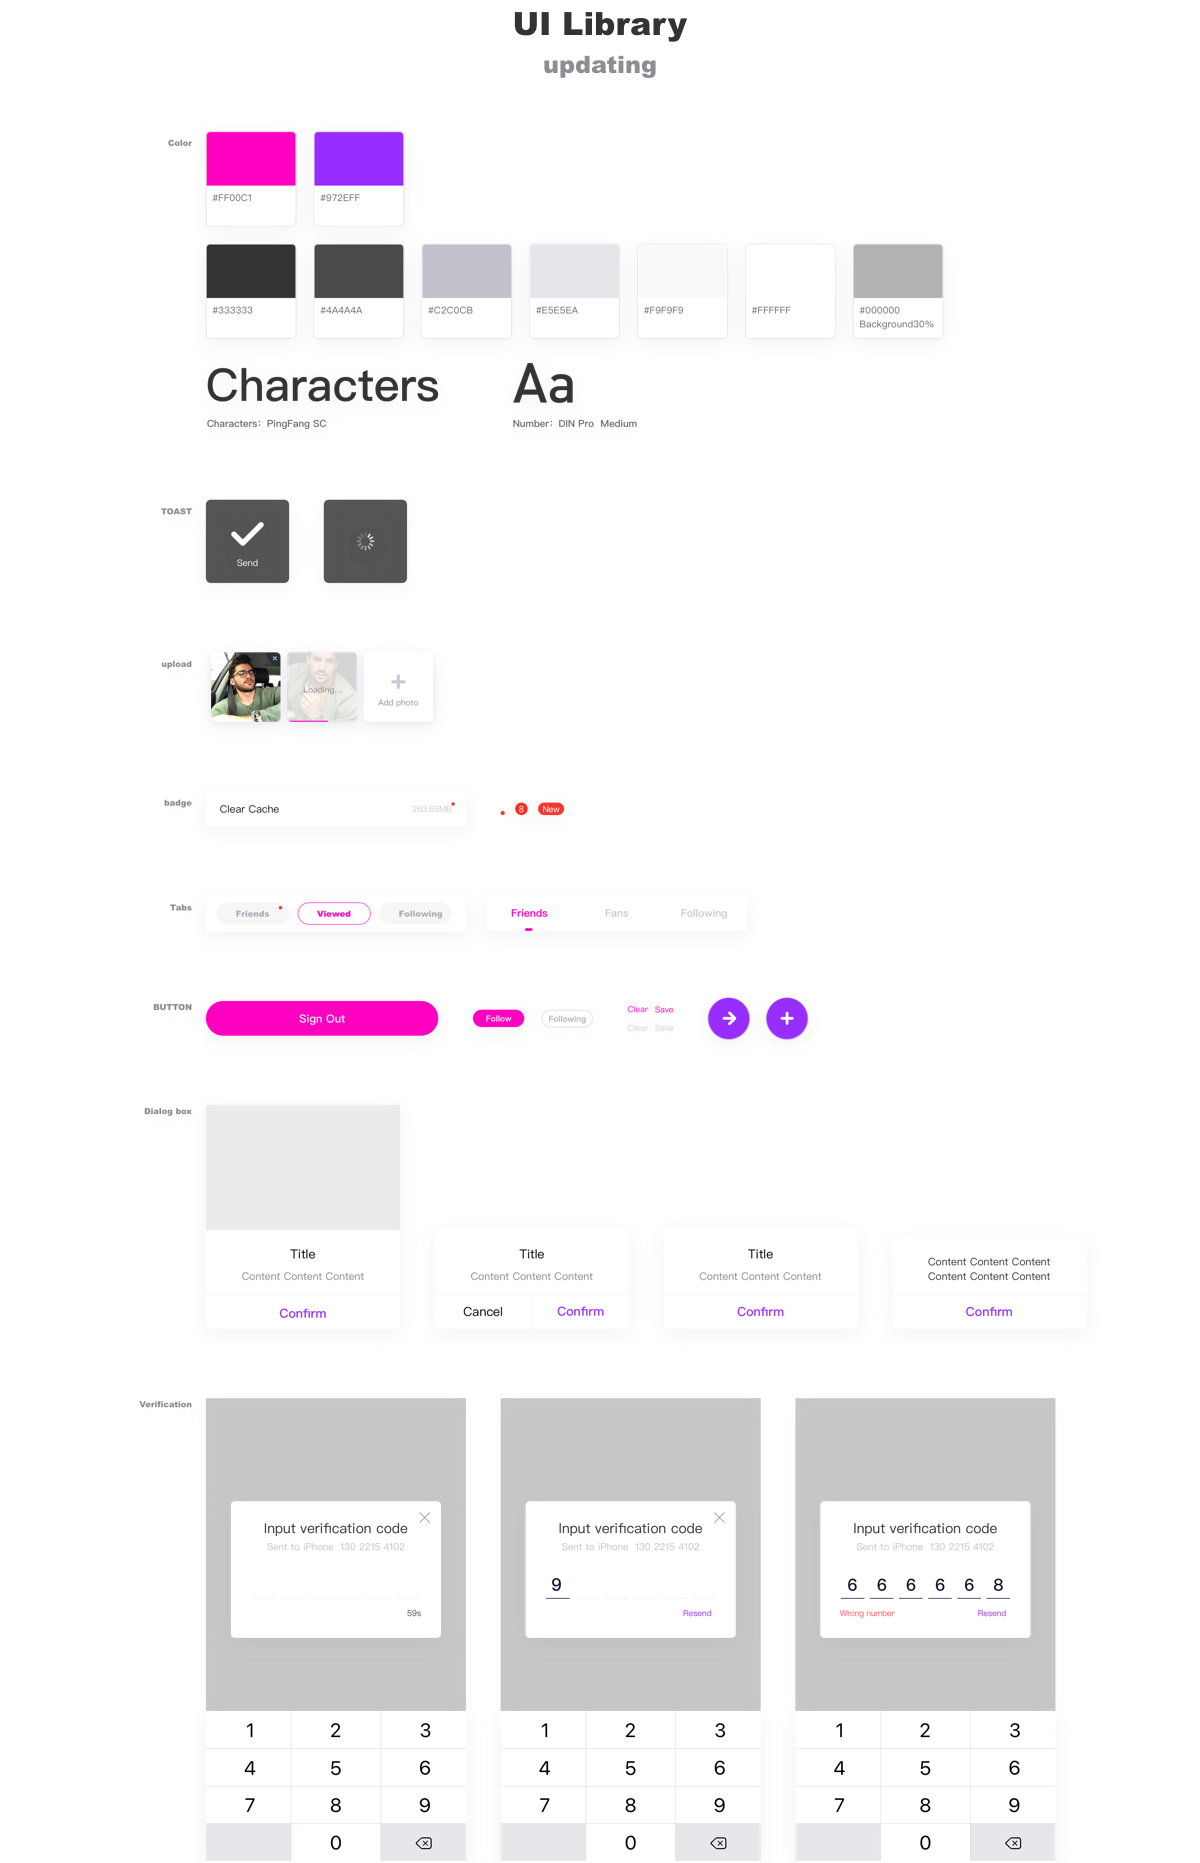 UI Library
updating
Color
#FF00C1
#972EFF
#333333
#4A4A4A
#C2C0CB
#E5E5EA
#F9F9F9
#FFFFFF
#000000
Background30%
Characters
Aa
Characters： PingFang SC
Number： DIN Pro Medium
TOAST
Send
upload
Loading...
Add photo
badge
Clear Cache
263.65MB
8
New
Tabs
Friends
Viewed
Following
Friends
Fans
Following
BUTTON
Sign Out
Follow
Following
Clear Save
Clear Save
Dialog box
Title
Content Content Content
Confirm
Title
Content Content Content
Cancel
Confirm
Title
Content Content Content
Confirm
Content Content Content
Content Content Content
Confirm
Verification
Input verification code
Sent to iPhone 130 2215 4102
59s
1 2 3
4 5 6
7 8 9
0
Input verification code
Sent to iPhone 130 2215 4102
9
Resend
1 2 3
4 5 6
7 8 9
0
Input verification code
Sent to iPhone 130 2215 4102
6 6 6 6 6 8
Wrong number
Resend
1 2 3
4 5 6
7 8 9
0